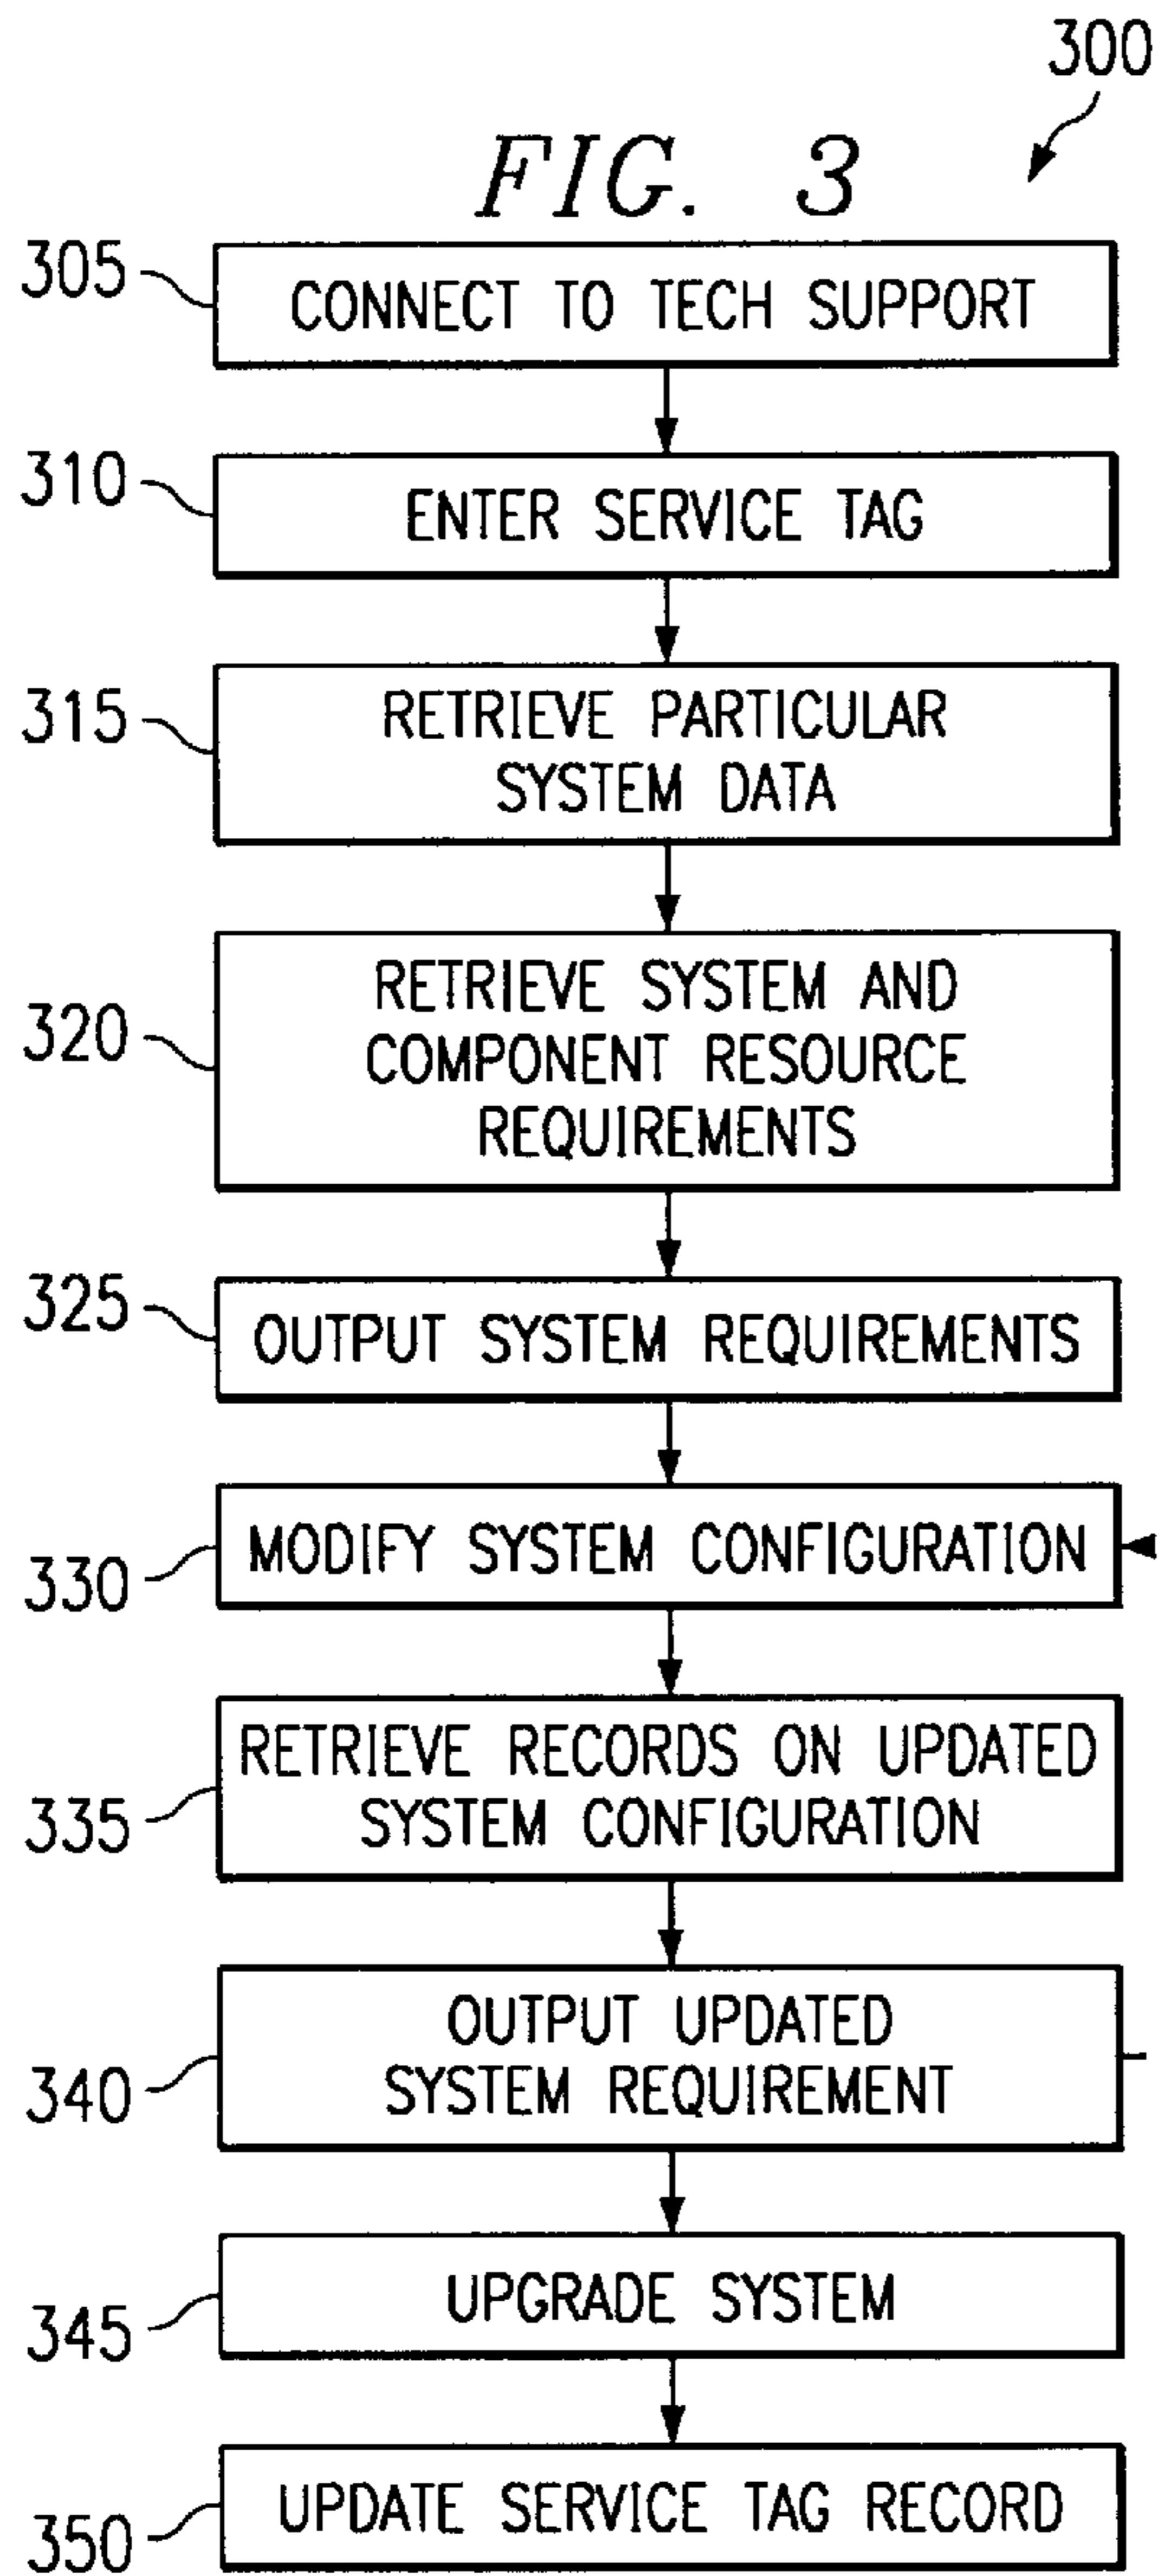 300
FIG. 3
305
CONNECT TO TECH SUPPORT
310
ENTER SERVICE TAG
315
RETRIEVE PARTICULAR
SYSTEM DATA
320
RETRIEVE SYSTEM AND
COMPONENT RESOURCE
REQUIREMENTS
325
OUTPUT SYSTEM REQUIREMENTS
330
MODIFY SYSTEM CONFIGURATION
335
RETRIEVE RECORDS ON UPDATED
SYSTEM CONFIGURATION
340
OUTPUT UPDATED
SYSTEM REQUIREMENT
345
UPGRADE SYSTEM
350
UPDATE SERVICE TAG RECORD